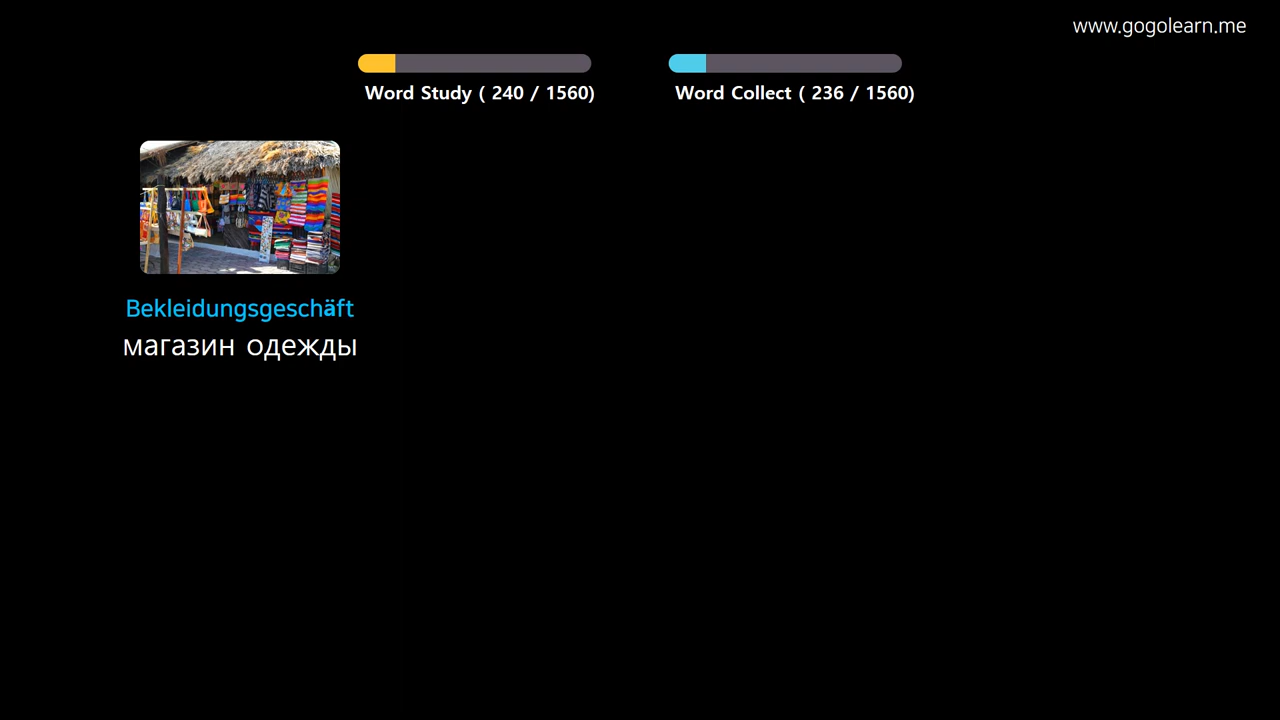 www.gogolearn.me
Word Study ( 240 / 1560)
Word Collect ( 236 / 1560)
Bekleidungsgeschäft
магазин одежды